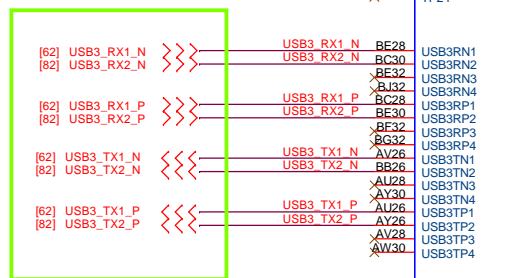 [62] USB3_RX1_N USB3_RX1_N BE28 USB3RN1
[82] USB3_RX2_N USB3_RX2_N BC30 USB3RN2
BE32 USB3RN3
BJ32 USB3RN4
[62] USB3_RX1_P USB3_RX1_P BC28 USB3RP1
[82] USB3_RX2_P USB3_RX2_P BE30 USB3RP2
BF32 USB3RP3
BG32 USB3RP4
[62] USB3_TX1_N USB3_TX1_N AV26 USB3TN1
[82] USB3_TX2_N USB3_TX2_N BB26 USB3TN2
AU28 USB3TN3
AY30 USB3TN4
[62] USB3_TX1_P USB3_TX1_P AU26 USB3TP1
[82] USB3_TX2_P USB3_TX2_P AY26 USB3TP2
AV28 USB3TP3
AW30 USB3TP4